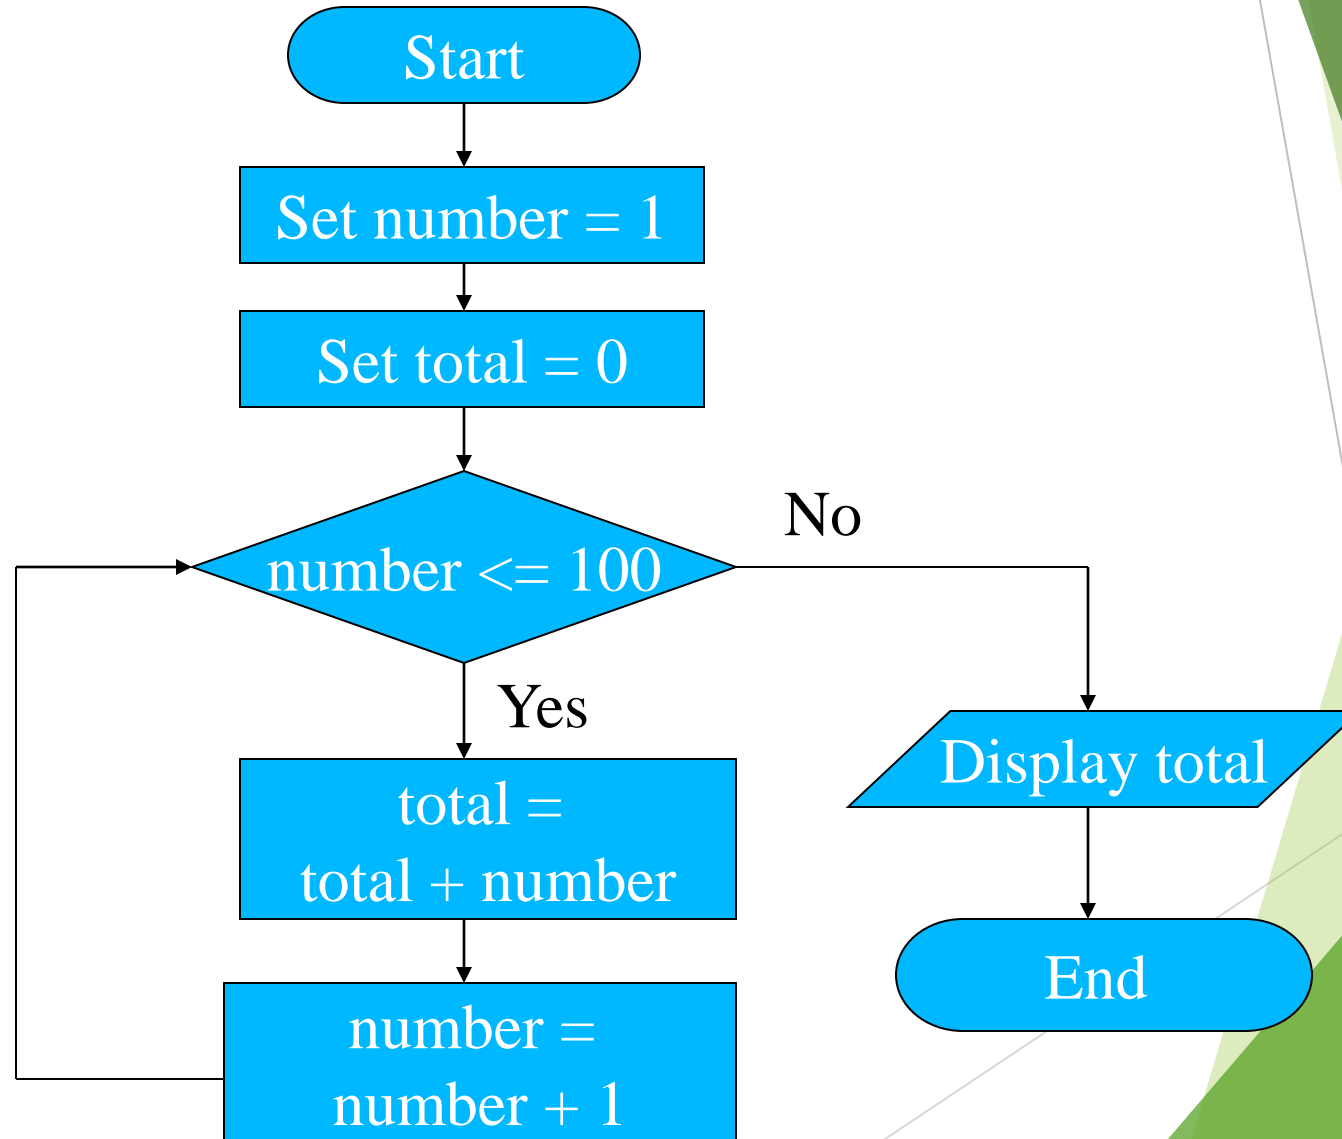 Start
Set number = 1
Set total = 0
number <= 100
No
Yes
total =
total + number
Display total
number =
number + 1
End